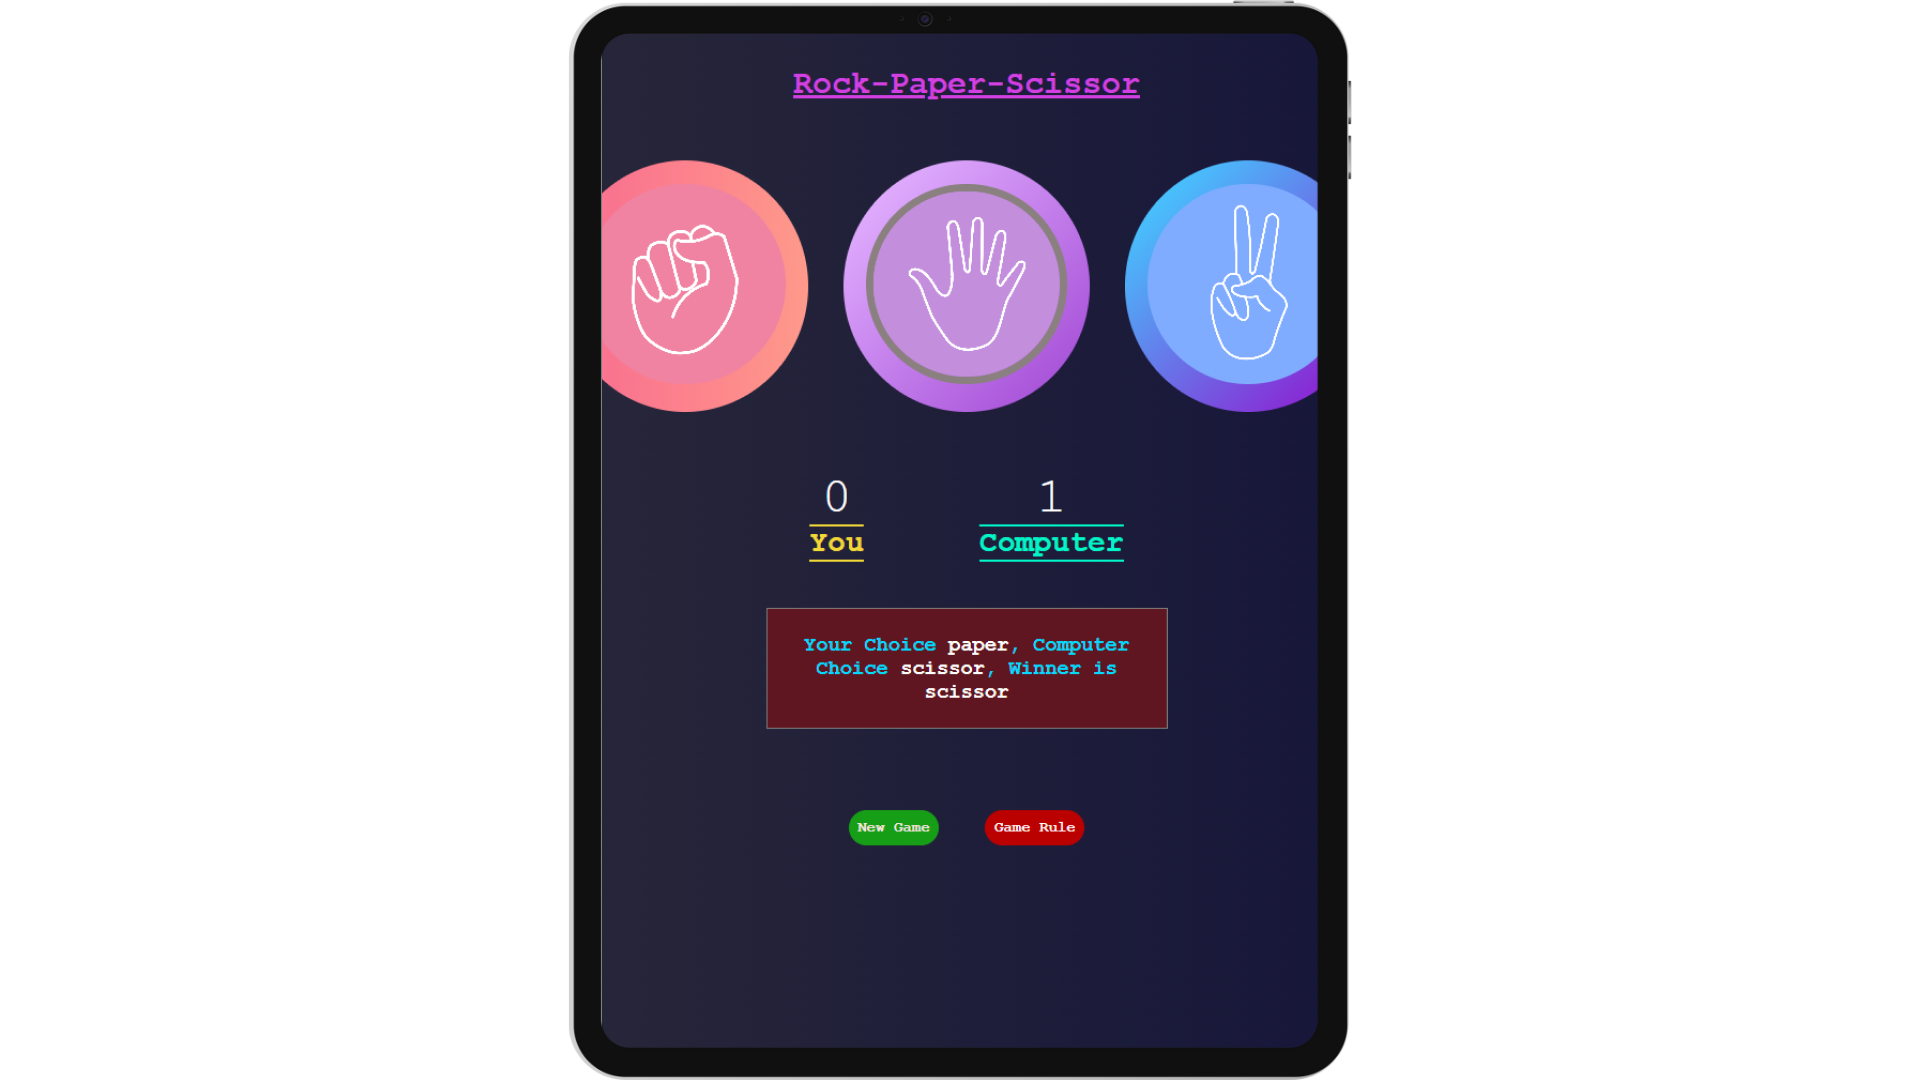 Rock-Paper-Scissor
0
1
You
Computer
Your Choice paper, Computer
Choice scissor, Winner is
scissor
New Game
Game Rule